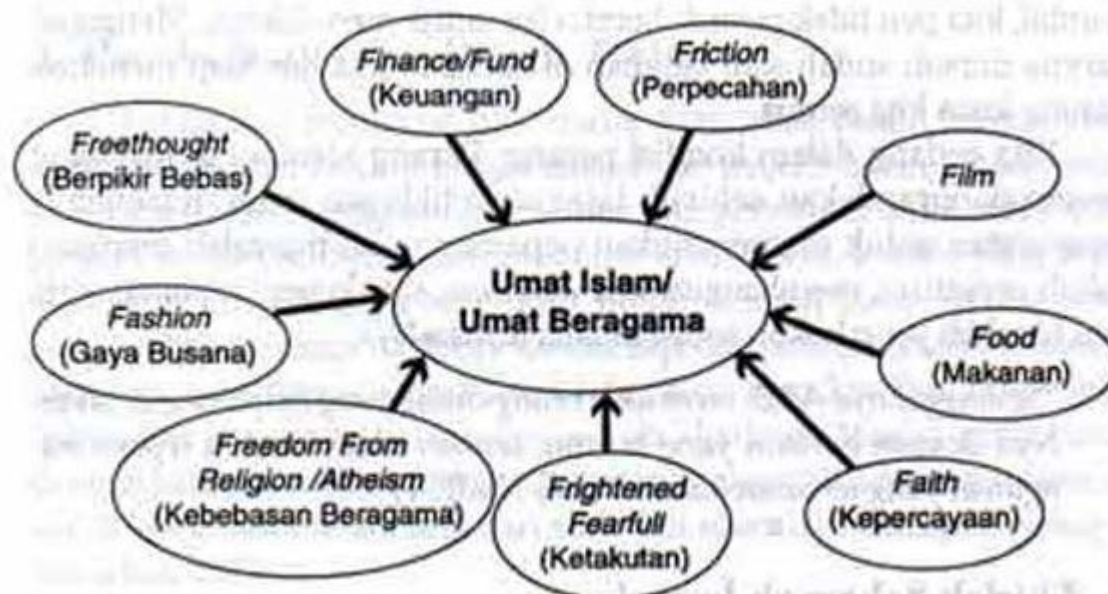 Finance/Fund
(Keuangan)
Friction
(Perpecahan)
Freethought
(Berpikir Bebas)
Film
Umat Islam/
Umat Beragama
Fashion
(Gaya Busana)
Food
(Makanan)
Freedom From
Religion /Atheism
(Kebebasan Beragama)
Frightened
Fearfull
(Ketakutan)
Faith
(Kepercayaan)